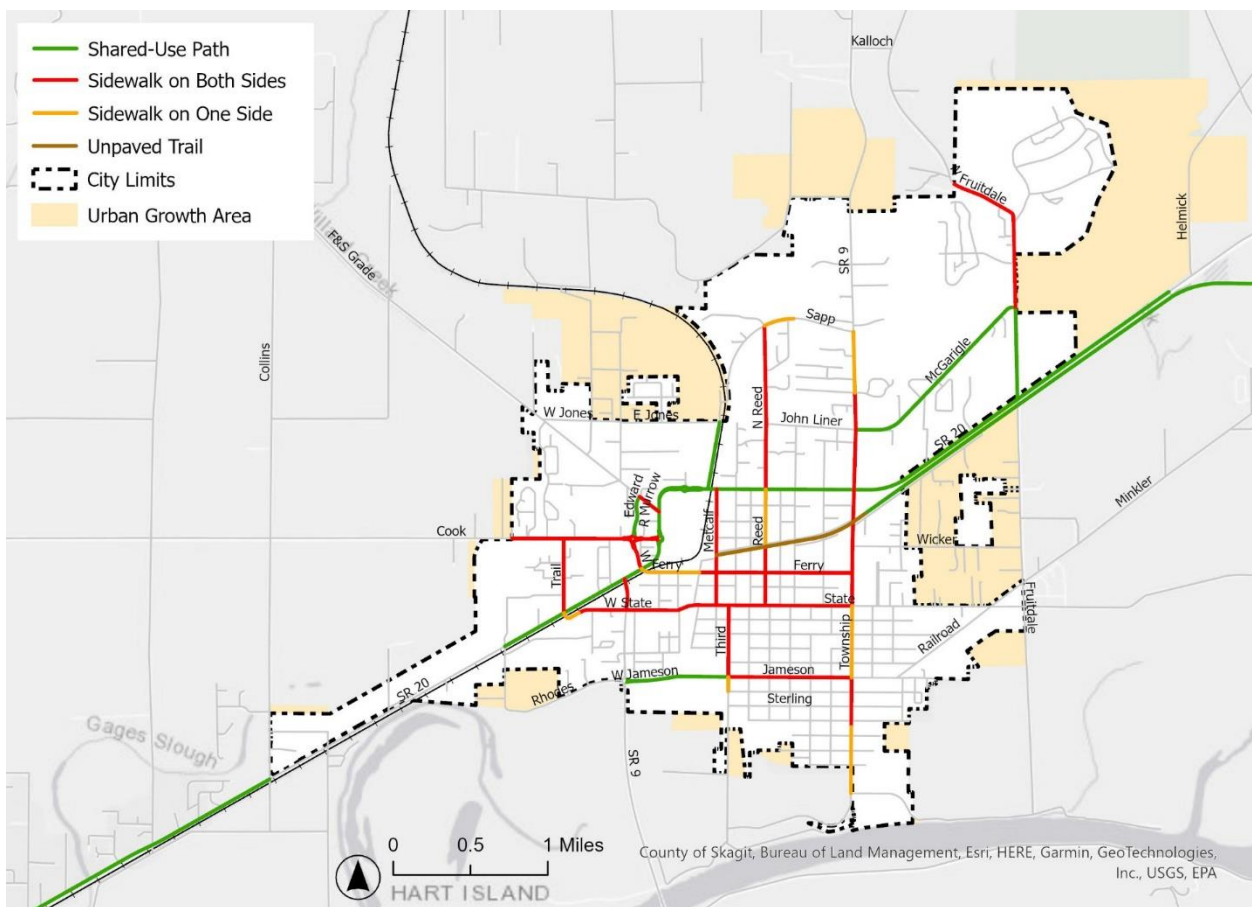 Shared-Use Path
Sidewalk on Both Sides
Sidewalk on One Side
Unpaved Trail
City Limits
Urban Growth Area
Kalloch
Fruitdale
Helmick
F&S Grade
SR 9
Collins
Sapp
McGarigle
W Jones
E Jones
N Reed
John Liner
SR 20
Edward
R Murrow
Minkler
Cook
Metcalf
Reed
Wicker
Trail
W
Ferry
Ferry
W State
State
Fruitdale
Third
Township
Railroad
W Jameson
Jameson
Rhodes
Sterling
SR 20
Gages Slough
SR 9
0 0.5 1 Miles
HART ISLAND
County of Skagit, Bureau of Land Management, Esri, HERE, Garmin, GeoTechnologies,
Inc., USGS, EPA